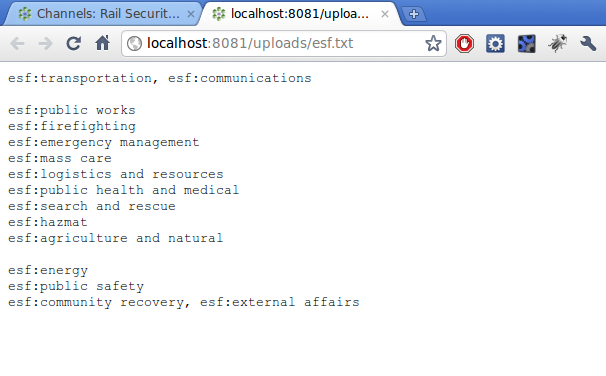 Channels: Rail Securit...
localhost:8081/uploa...
localhost:8081/uploads/esf.txt
esf:transportation, esf:communications
esf:public works
esf:firefighting
esf:emergency management
esf:mass care
esf:logistics and resources
esf:public health and medical
esf:search and rescue
esf:hazmat
esf:agriculture and natural
esf:energy
esf:public safety
esf:community recovery, esf:external affairs